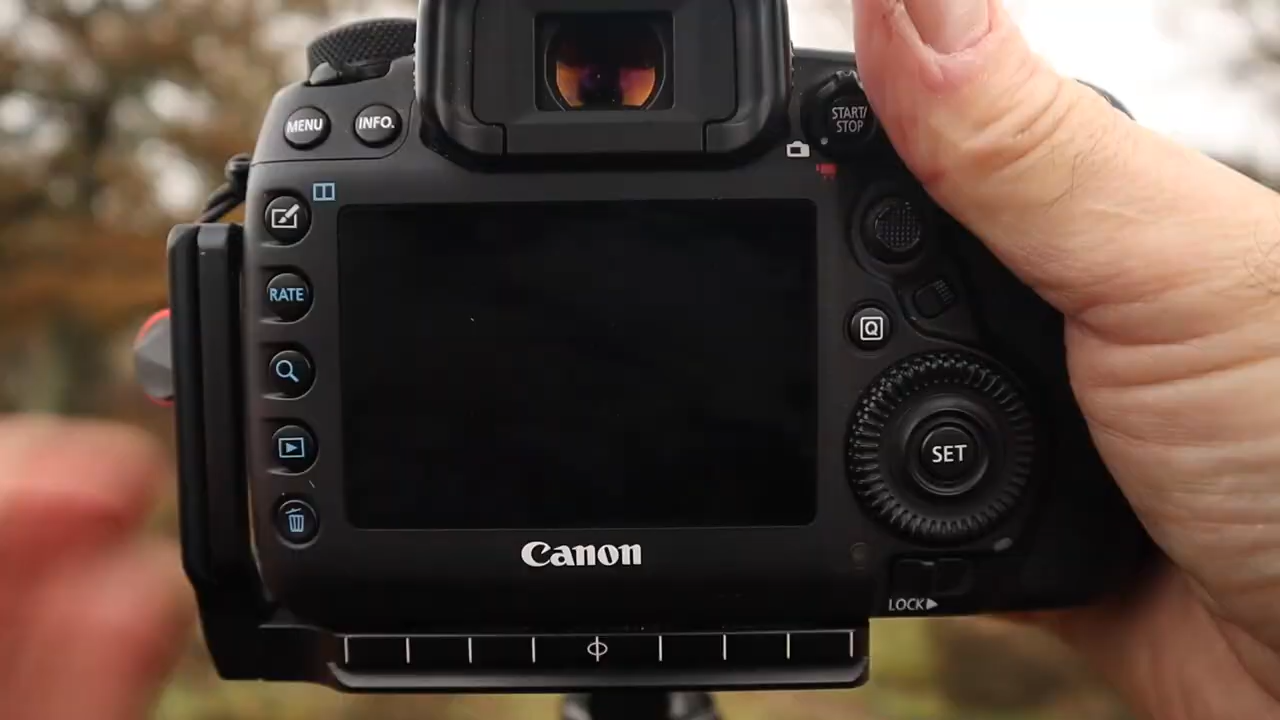 MENU
INFO.
START/
STOP
RATE
Q
SET
Canon
LOCK▶